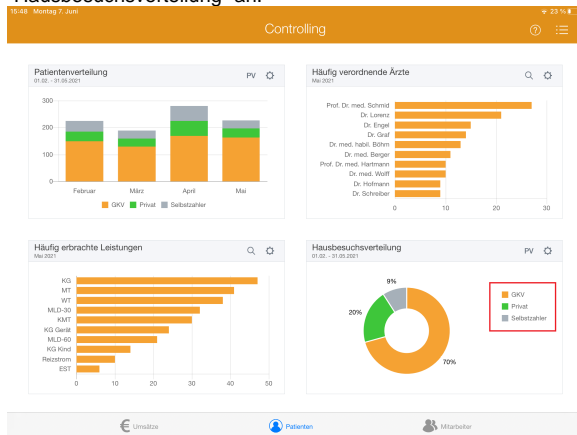 "Hausbesuchsverteilung" an.
15:48 Montag 7. Juni
23 %
Controlling
Patientenverteilung
01.02. - 31.05.2021
PV
300
200
100
0
Februar März April Mai
GKV Privat Selbstzahler
Häufig verordnende Ärzte
Mai 2021
Prof. Dr. med. Schmid
Dr. Lorenz
Dr. Engel
Dr. Graf
Dr. med. habil. Böhm
Dr. med. Berger
Prof. Dr. med. Hartmann
Dr. med. Wolff
Dr. Hofmann
Dr. Schreiber
0 10 20 30
Häufig erbrachte Leistungen
Mai 2021
KG
MT
WT
MLD-30
KMT
KG Gerät
MLD-60
KG Kind
Reizstrom
EST
0 10 20 30 40 50
Hausbesuchsverteilung
01.02. - 31.05.2021
PV
9%
20%
70%
GKV
Privat
Selbstzahler
Umsätze
Patienten
Mitarbeiter